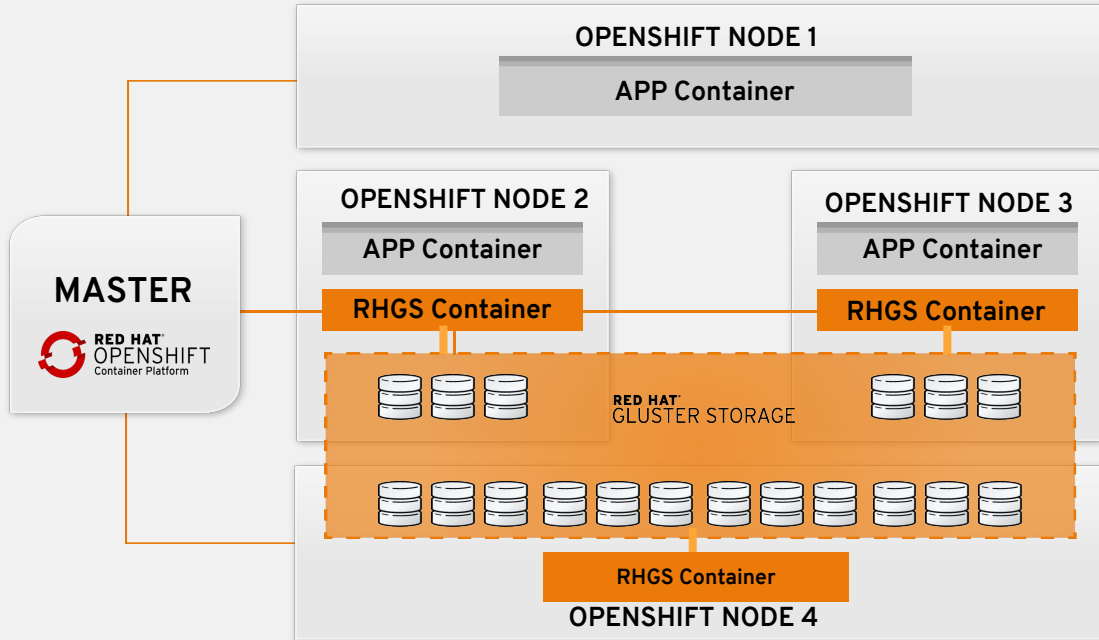 OPENSHIFT NODE 1
APP Container
OPENSHIFT NODE 2
APP Container
RHGS Container
OPENSHIFT NODE 3
APP Container
RHGS Container
MASTER
RED HAT®
OPENSHIFT
Container Platform
RED HAT®
GLUSTER STORAGE
RHGS Container
OPENSHIFT NODE 4